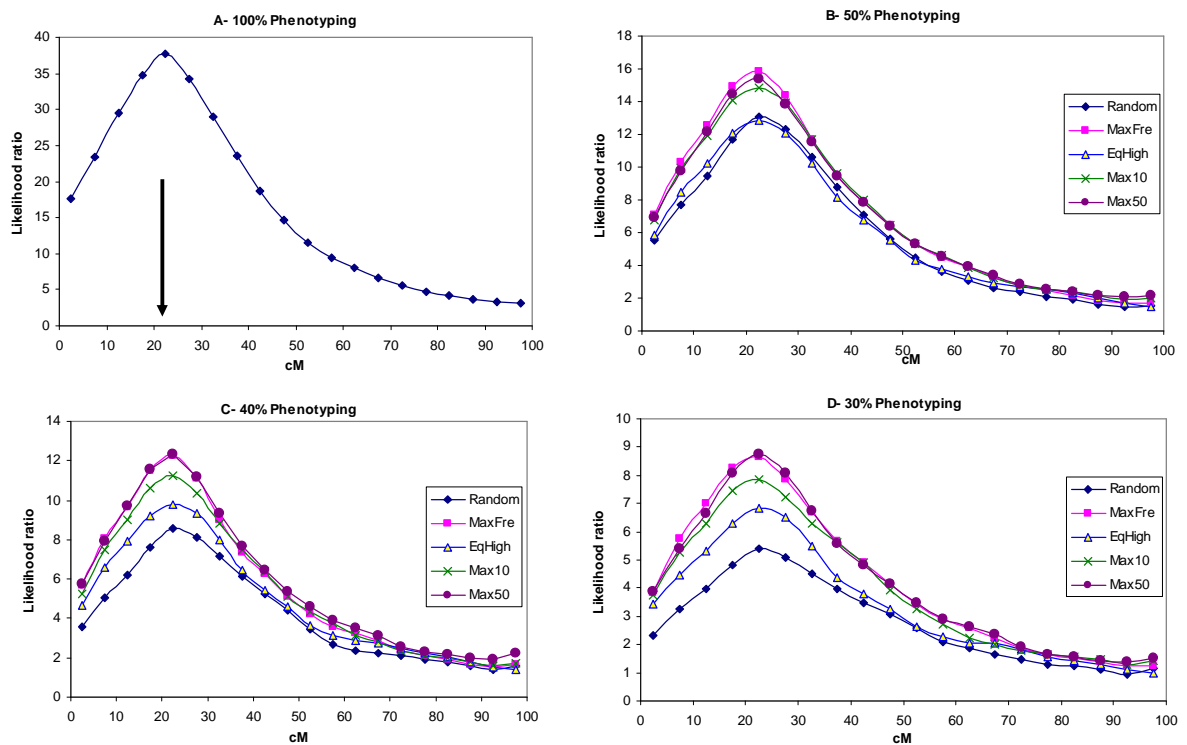 A- 100% Phenotyping
Likelihood ratio
40
35
30
25
20
15
10
5
0
0 10 20 30 40 50 60 70 80 90 100
cM
B- 50% Phenotyping
Likelihood ratio
18
16
14
12
10
8
6
4
2
0
0 10 20 30 40 50 60 70 80 90 100
cM
Random
MaxFre
EqHigh
Max10
Max50
C- 40% Phenotyping
Likelihood ratio
14
12
10
8
6
4
2
0
0 10 20 30 40 50 60 70 80 90 100
cM
Random
MaxFre
EqHigh
Max10
Max50
D- 30% Phenotyping
Likelihood ratio
10
9
8
7
6
5
4
3
2
1
0
0 10 20 30 40 50 60 70 80 90 100
cM
Random
MaxFre
EqHigh
Max10
Max50